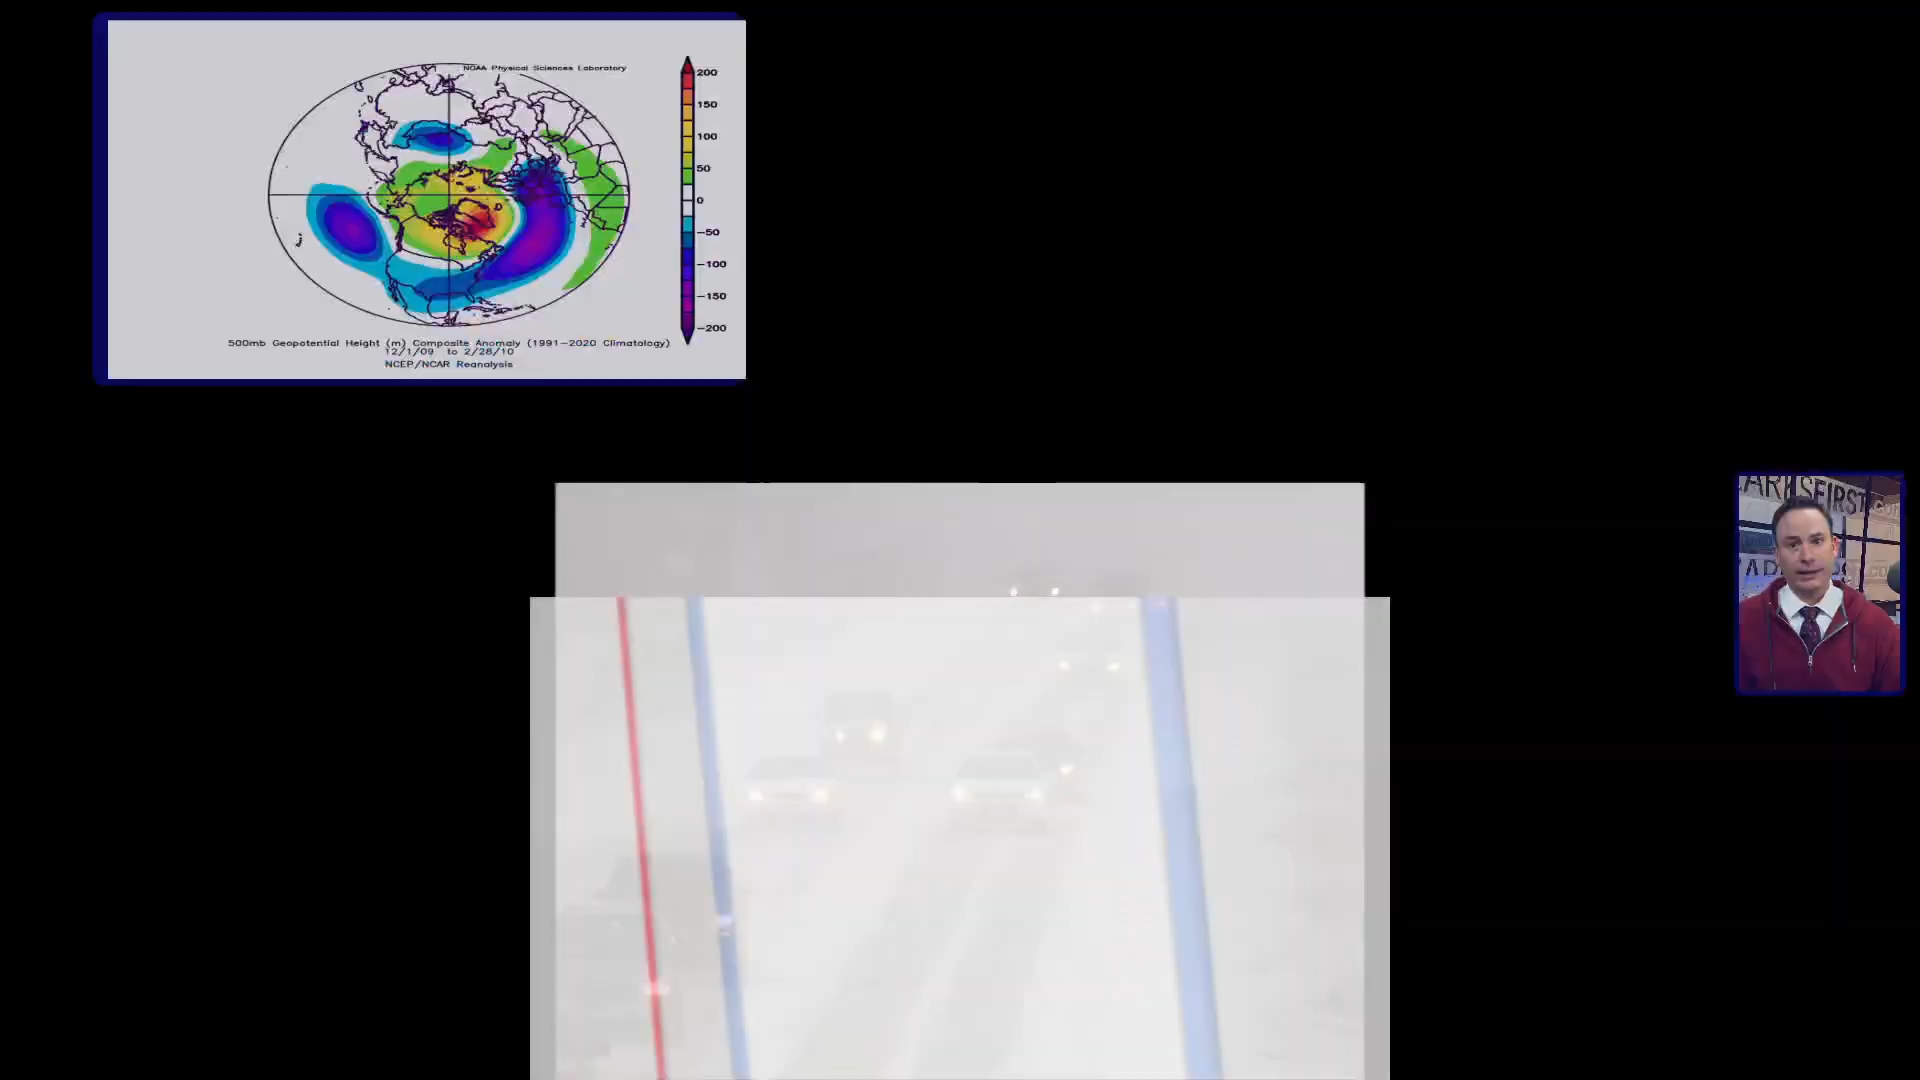 NOAA Physical Sciences Laboratory
200
150
100
50
0
−50
−100
−150
−200
500mb Geopotential Height (m) Composite Anomaly (1991−2020 Climatology)
12/1/09 to 2/28/10
NCEP/NCAR Reanalysis